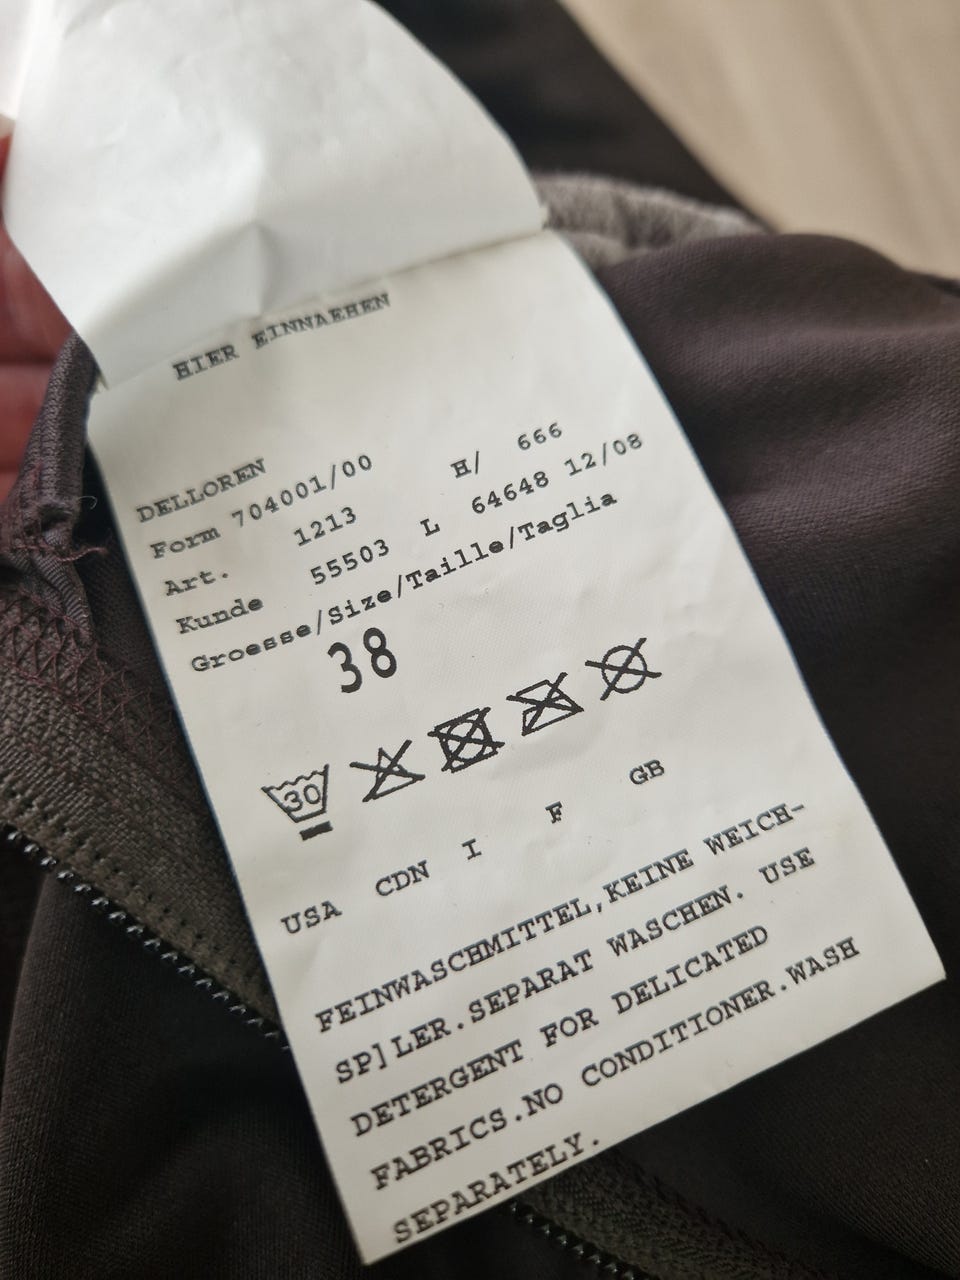 HIER EINNAEHEN
DELLOREN
Form 704001/00 H/ 666
Art. 1213 L 64648 12/08
Kunde 55503
Groesse/Size/Taille/Taglia
38
30
USA CDN I F GB
FEINWASCHMITTEL,KEINE WEICH-
SP]LER.SEPARAT WASCHEN. USE
DETERGENT FOR DELICATED
FABRICS.NO CONDITIONER.WASH
SEPARATELY.